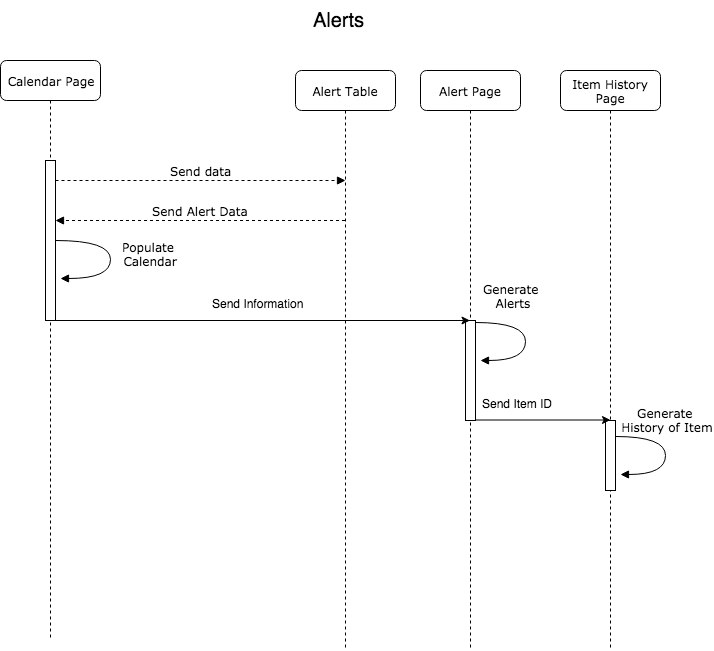 Alerts
Calendar Page
Alert Table
Alert Page
Item History
Page
Send data
Send Alert Data
Populate
Calendar
Send Information
Generate
Alerts
Send Item ID
Generate
History of Item